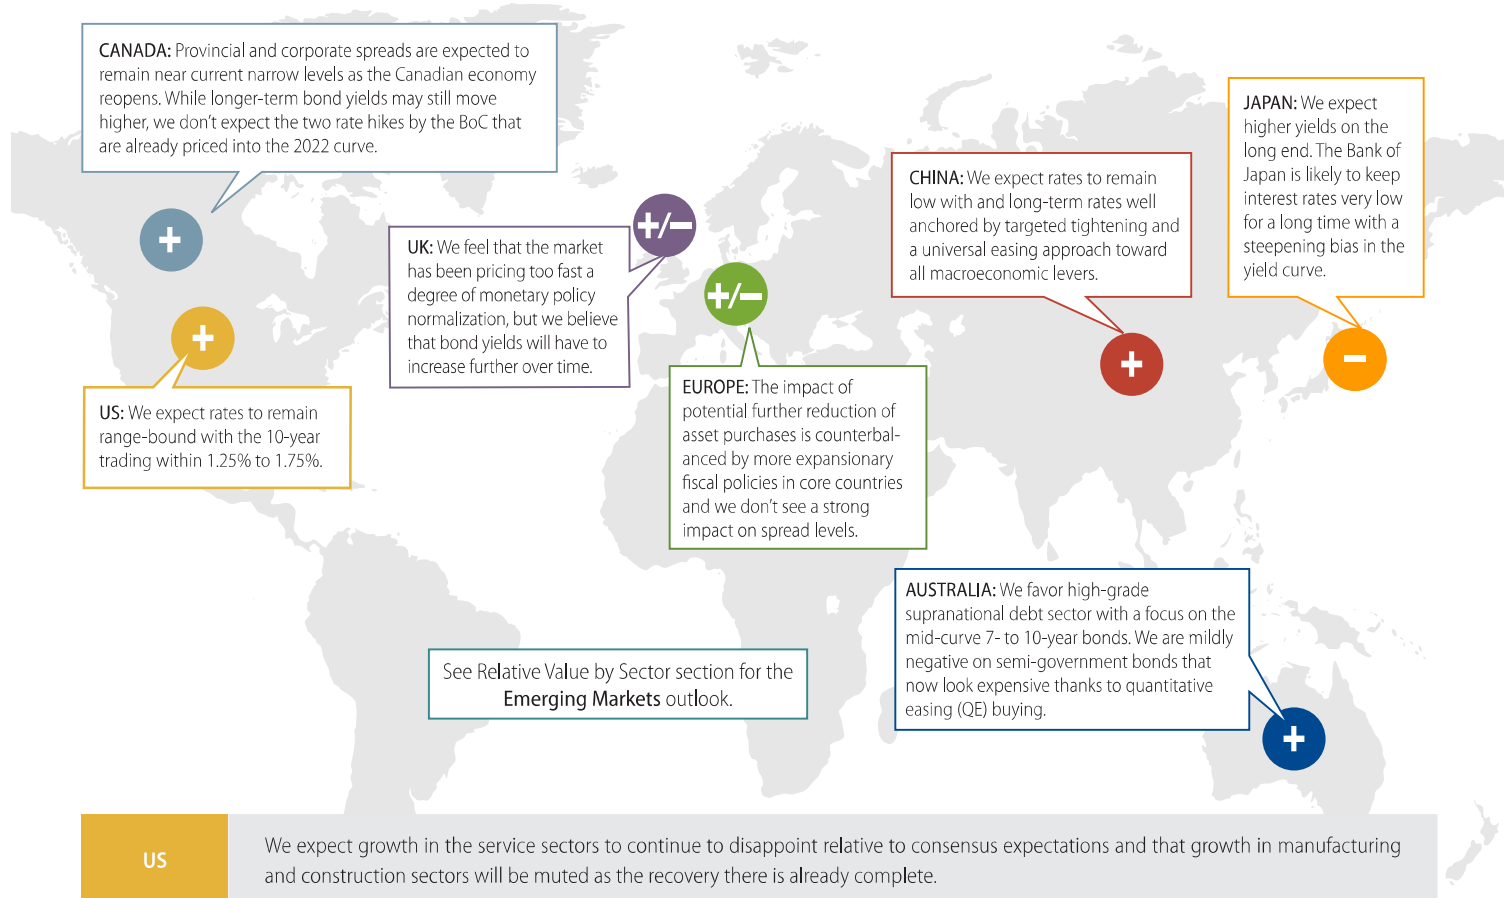 CANADA: Provincial and corporate spreads are expected to
remain near current narrow levels as the Canadian economy
reopens. While longer-term bond yields may still move
higher, we don't expect the two rate hikes by the BoC that
are already priced into the 2022 curve.
+
US: We expect rates to remain
range-bound with the 10-year
trading within 1.25% to 1.75%.
+
UK: We feel that the market
has been pricing too fast a
degree of monetary policy
normalization, but we believe
that bond yields will have to
increase further over time.
+/−
EUROPE: The impact of
potential further reduction of
asset purchases is counterbal-
anced by more expansionary
fiscal policies in core countries
and we don't see a strong
impact on spread levels.
+/−
CHINA: We expect rates to remain
low with and long-term rates well
anchored by targeted tightening and
a universal easing approach toward
all macroeconomic levers.
+
JAPAN: We expect
higher yields on the
long end. The Bank of
Japan is likely to keep
interest rates very low
for a long time with a
steepening bias in the
yield curve.
−
AUSTRALIA: We favor high-grade
supranational debt sector with a focus on the
mid-curve 7- to 10-year bonds. We are mildly
negative on semi-government bonds that
now look expensive thanks to quantitative
easing (QE) buying.
+
See Relative Value by Sector section for the
Emerging Markets outlook.
US
We expect growth in the service sectors to continue to disappoint relative to consensus expectations and that growth in manufacturing
and construction sectors will be muted as the recovery there is already complete.